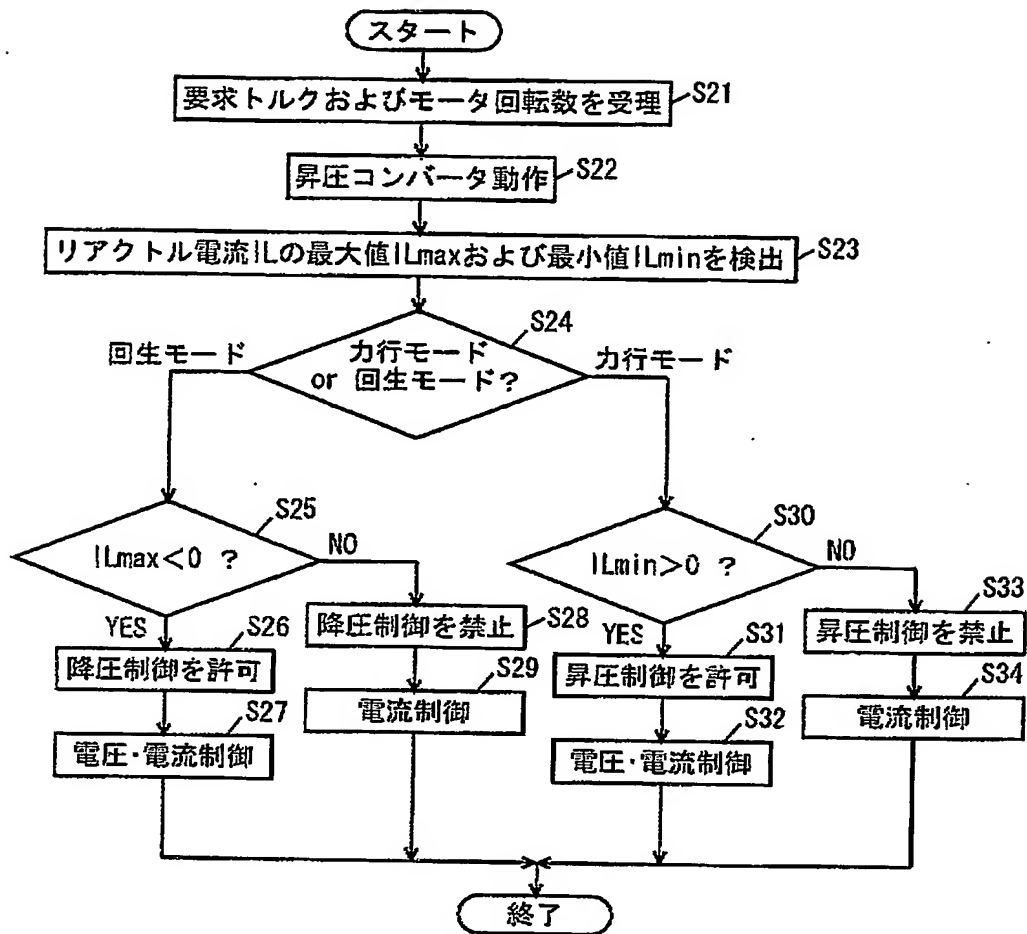 スタート
要求トルクおよびモータ回転数を受理 S21
昇圧コンバータ動作 S22
リアクトル電流ILの最大値ILmaxおよび最小値ILminを検出 S23
S24
力行モード
or 回生モード?
回生モード
力行モード
S25
ILmax<0 ?
NO
YES
S26
降圧制御を許可
S27
電圧・電流制御
降圧制御を禁止 S28
S29
電流制御
S30
ILmin>0 ?
NO
YES
S31
昇圧制御を許可
S32
電圧・電流制御
S33
昇圧制御を禁止
S34
電流制御
終了